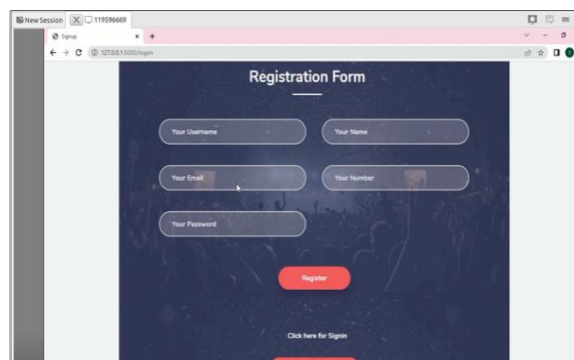 New Session 119596669
Signup
127.0.0.1:5000/logon
Registration Form
Your Username Your Name
Your Email Your Number
Your Password
Register
Click here for Signin